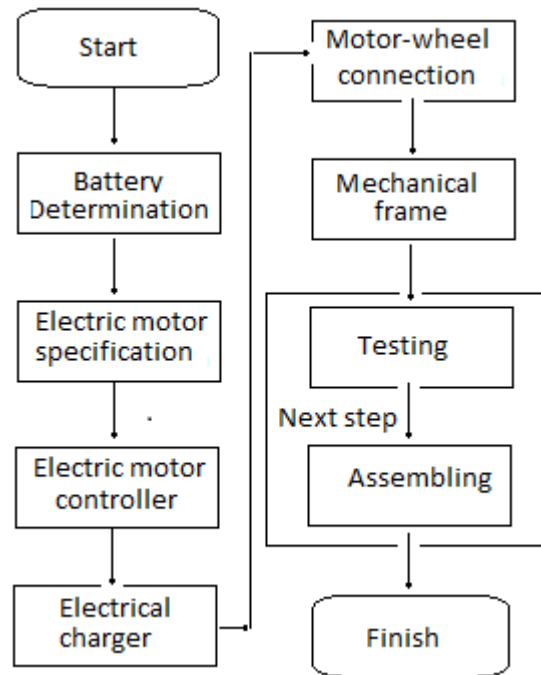 Start
Battery
Determination
Electric motor
specification
Electric motor
controller
Electrical
charger
Motor-wheel
connection
Mechanical
frame
Testing
Next step
Assembling
Finish